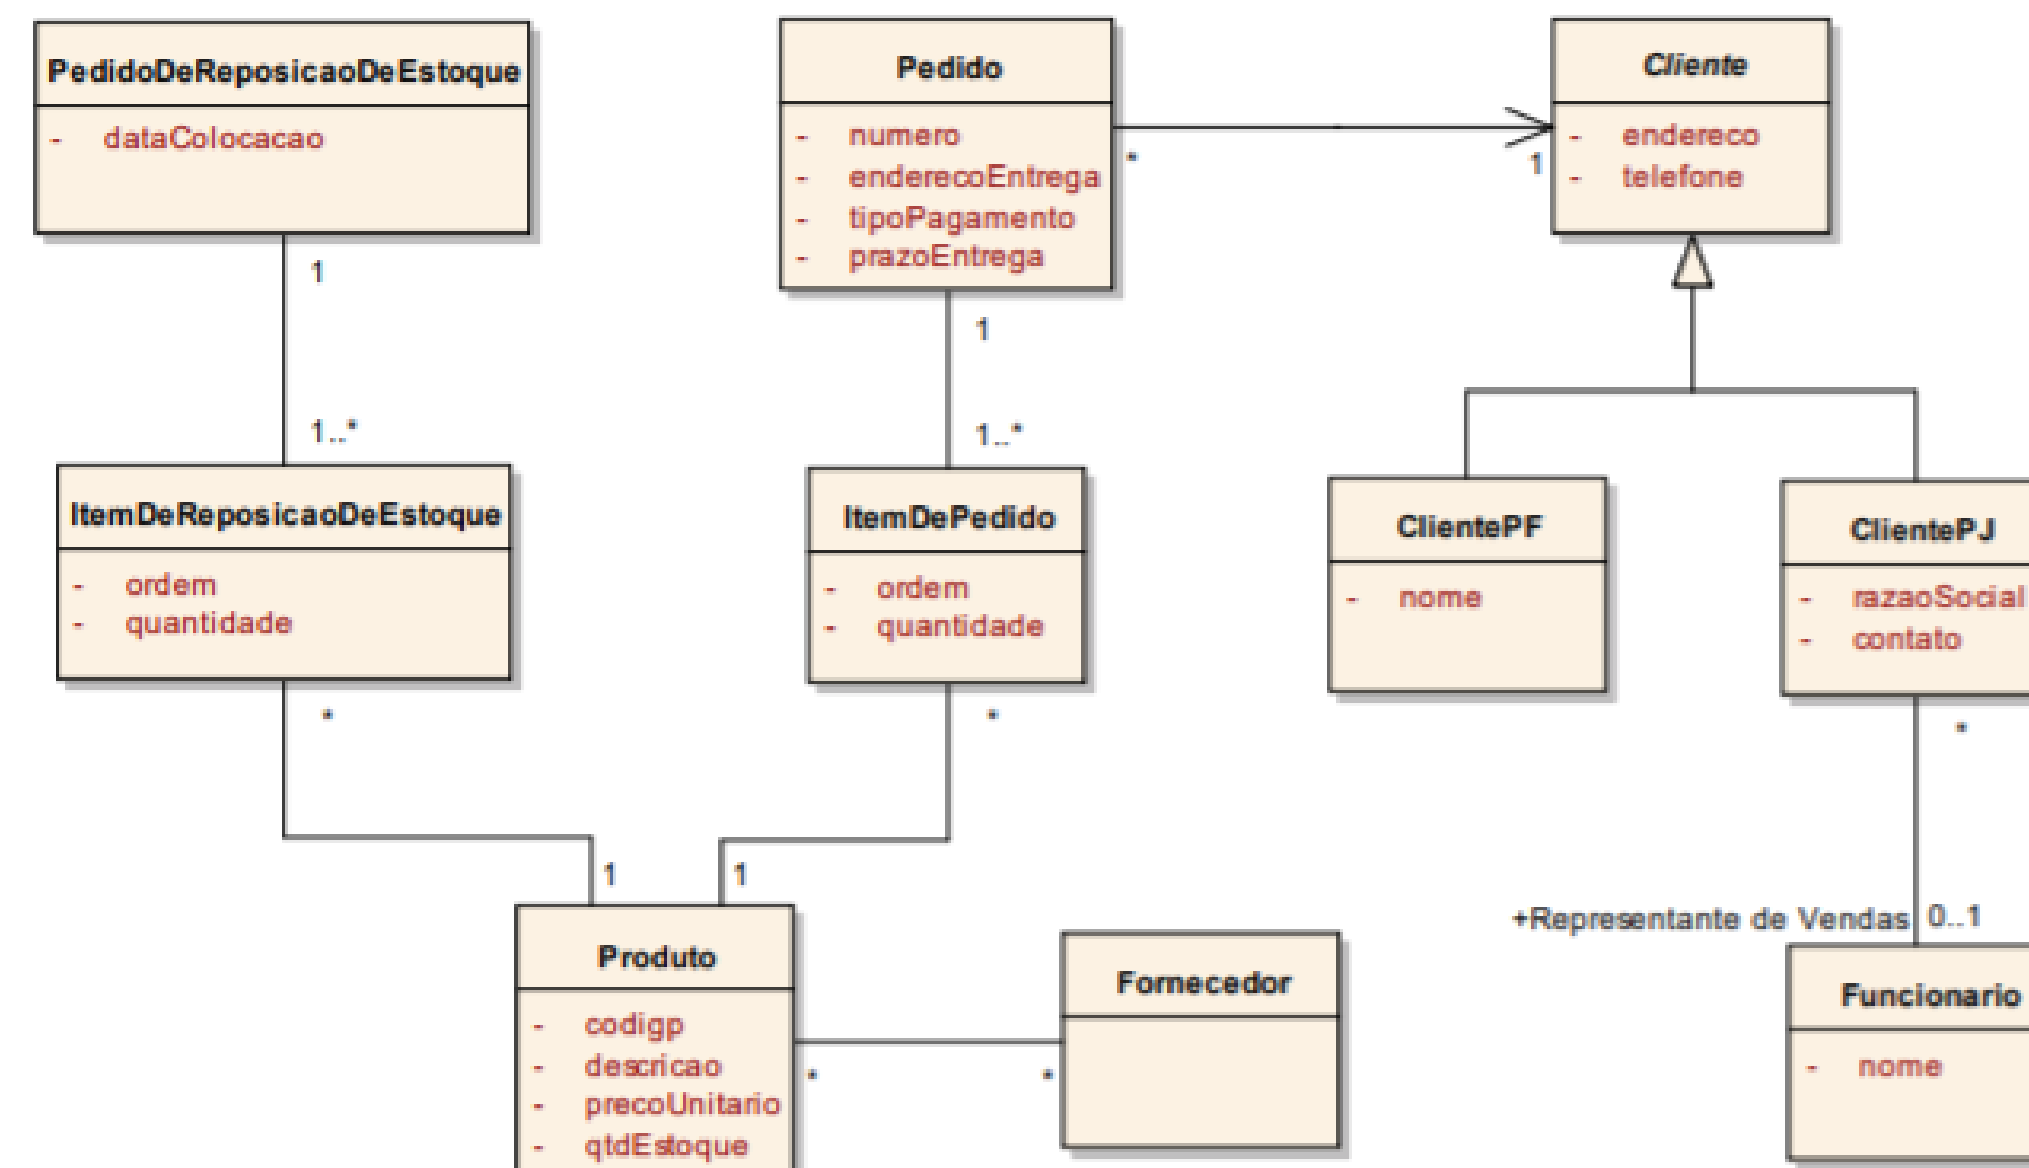 PedidoDeReposicaoDeEstoque
- dataColocacao
1
1..*
Pedido
- numero
- enderecoEntrega
- tipoPagamento
- prazoEntrega
*
1
Cliente
- endereco
- telefone
1
1..*
ItemDeReposicaoDeEstoque
- ordem
- quantidade
*
ItemDePedido
- ordem
- quantidade
*
ClientePF
- nome
ClientePJ
- razaoSocial
- contato
*
1
1
+Representante de Vendas 0..1
Produto
- codigp
- descricao
- precoUnitario
- qtdEstoque
*
*
Fornecedor
Funcionario
- nome